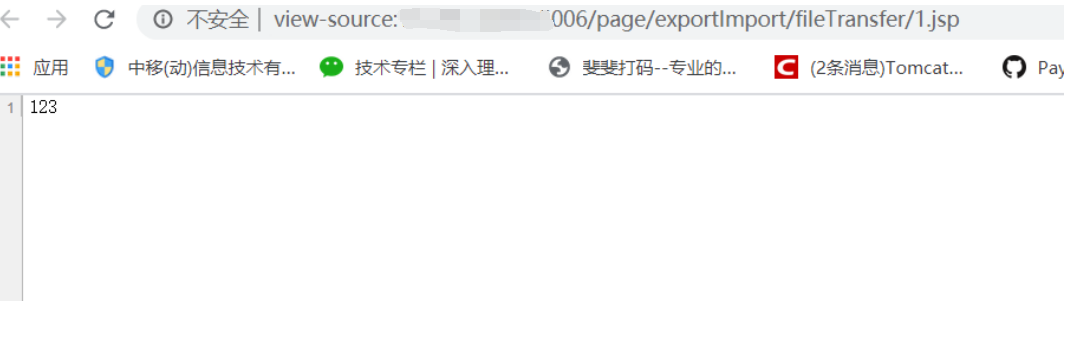 不安全 | view-source: 006/page/exportImport/fileTransfer/1.jsp
应用 中移(动)信息技术有... 技术专栏 | 深入理... 斐斐打码--专业的... (2条消息)Tomcat... Pay
1 123